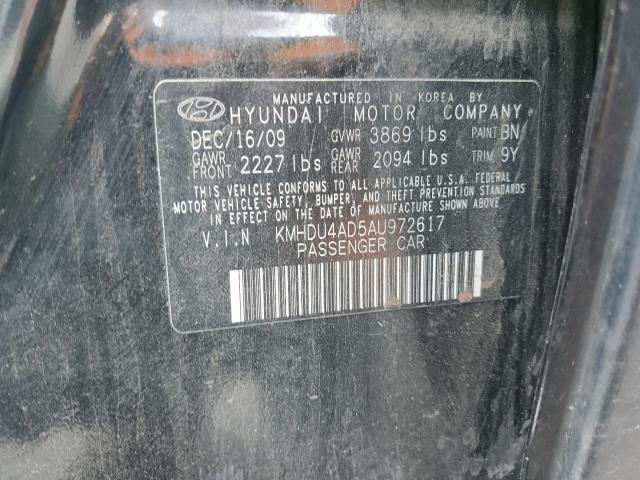 MANUFACTURED IN KOREA BY
HYUNDAI MOTOR COMPANY
DEC/16/09 GVWR 3869 lbs PAINT BN
GAWR FRONT 2227 lbs GAWR REAR 2094 lbs TRIM 9Y
THIS VEHICLE CONFORMS TO ALL APPLICABLE U.S.A. FEDERAL
MOTOR VEHICLE SAFETY, BUMPER, AND THEFT PREVENTION STANDARDS
IN EFFECT ON THE DATE OF MANUFACTURE SHOWN ABOVE.
V.I.N KMHDU4AD5AU972617
PASSENGER CAR